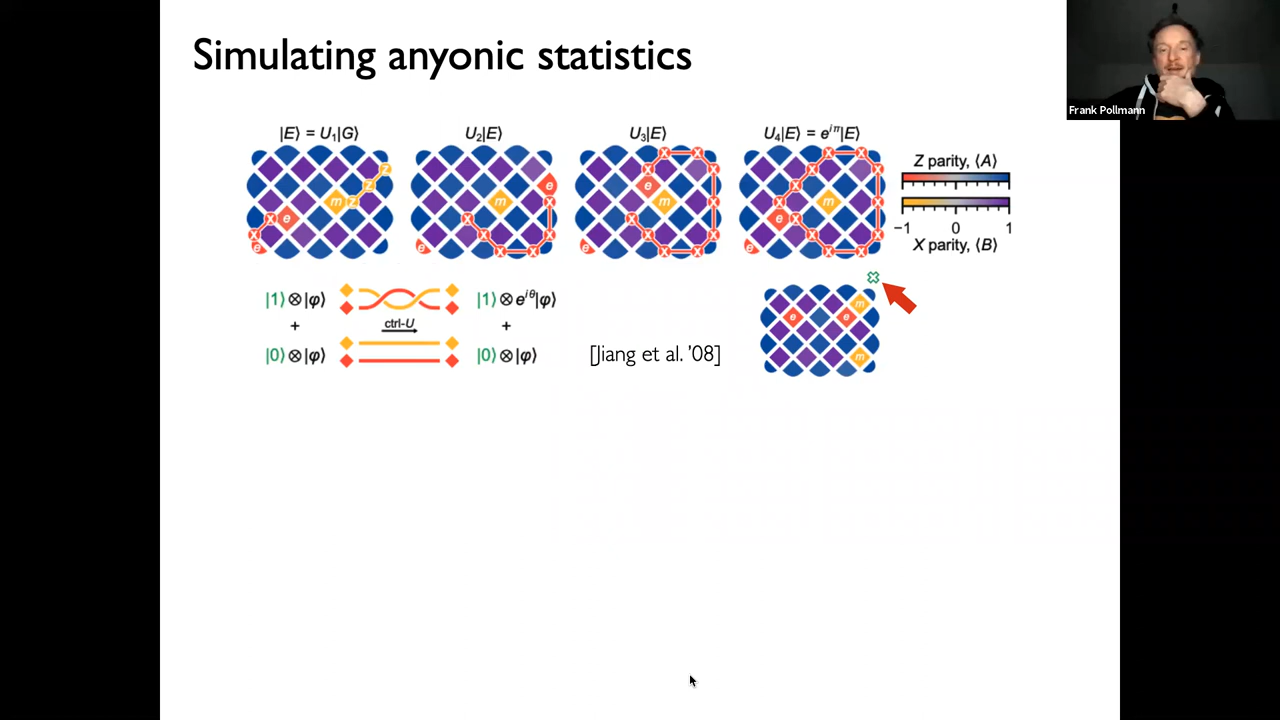 Simulating anyonic statistics
Frank Pollmann
|E⟩ = U₁|G⟩
U₂|E⟩
U₃|E⟩
U₄|E⟩ = e^{iπ}|E⟩
Z parity, ⟨A⟩
−1 0 1
X parity, ⟨B⟩
Z
Z
m Z
X e
X
e
e
m X
X
X X
e X X
X X
X X
e X
m X
X X
e X X
X X
X X
X X
m X
e X X
X X
e X X
|1⟩⊗|φ⟩
+
|0⟩⊗|φ⟩
ctrl-U
|1⟩⊗e^{iθ}|φ⟩
+
|0⟩⊗|φ⟩
[Jiang et al. '08]
m
e e
m